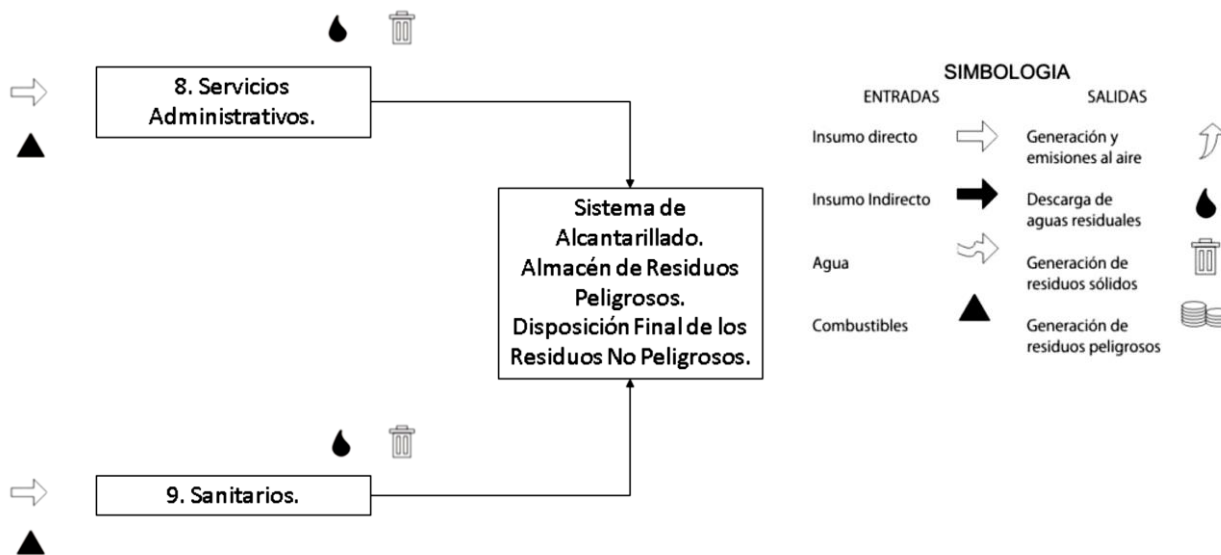 8. Servicios
Administrativos.
Sistema de
Alcantarillado.
Almacén de Residuos
Peligrosos.
Disposición Final de los
Residuos No Peligrosos.
9. Sanitarios.
SIMBOLOGIA
ENTRADAS
SALIDAS
Insumo directo
Generación y
emisiones al aire
Insumo Indirecto
Descarga de
aguas residuales
Agua
Generación de
residuos sólidos
Combustibles
Generación de
residuos peligrosos